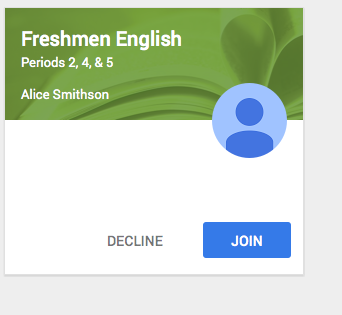 Freshmen English
Periods 2, 4, & 5
Alice Smithson
DECLINE
JOIN